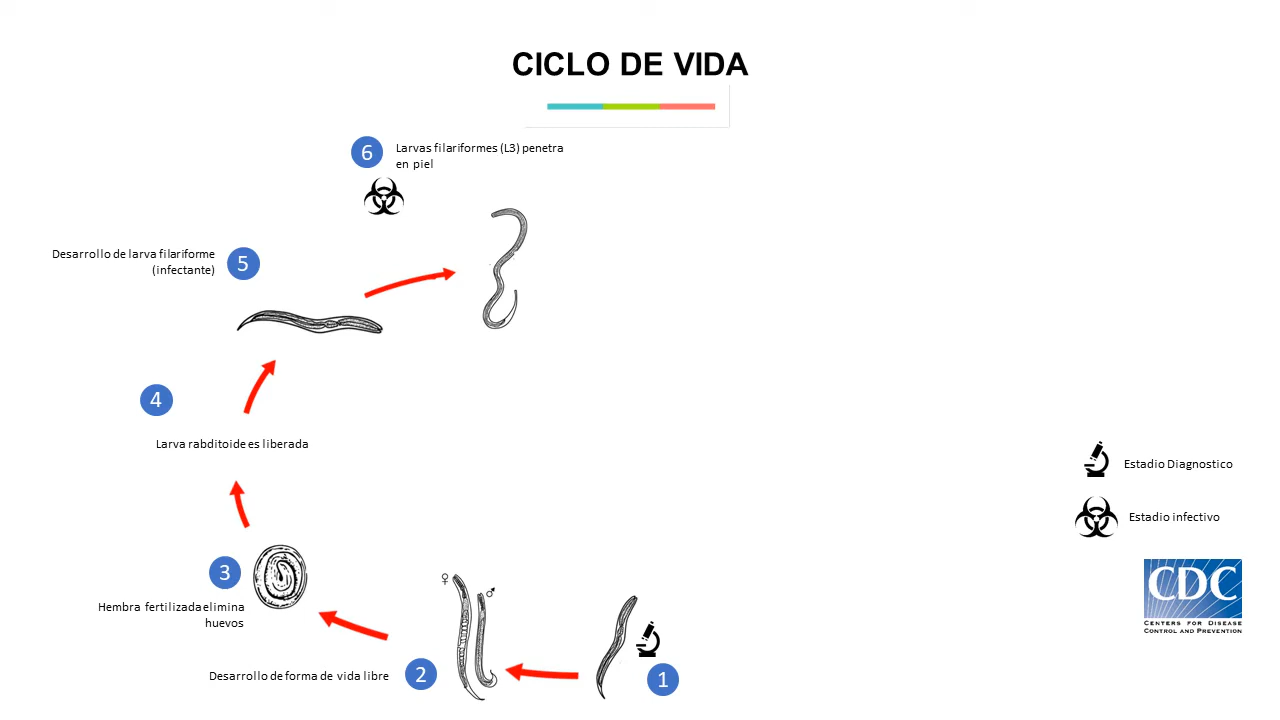 CICLO DE VIDA
6
Larvas filariformes (L3) penetra
en piel
Desarrollo de larva filariforme
(infectante)
5
4
Larva rabditoide es liberada
Estadio Diagnostico
Estadio infectivo
3
Hembra fertilizada elimina
huevos
♀
♂
CDC
CENTERS FOR DISEASE
CONTROL AND PREVENTION
Desarrollo de forma de vida libre
2
1